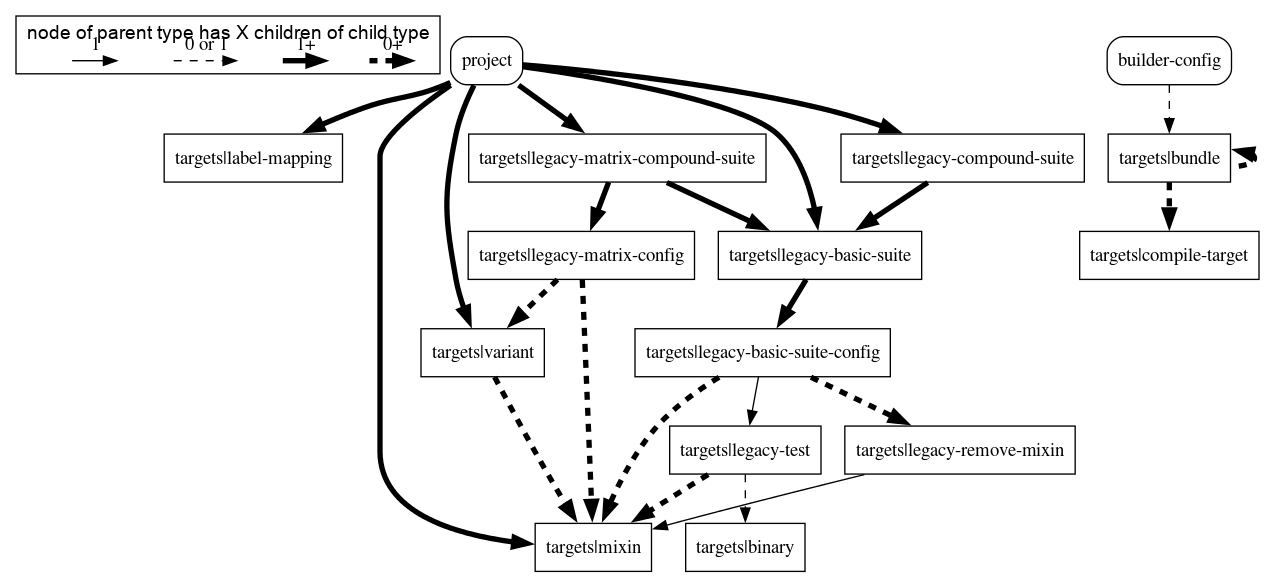 node of parent type has X children of child type
1
0 or 1
1+
0+
project
builder-config
targets|label-mapping
targets|legacy-matrix-compound-suite
targets|legacy-compound-suite
targets|bundle
targets|legacy-matrix-config
targets|legacy-basic-suite
targets|compile-target
targets|variant
targets|legacy-basic-suite-config
targets|legacy-test
targets|legacy-remove-mixin
targets|mixin
targets|binary